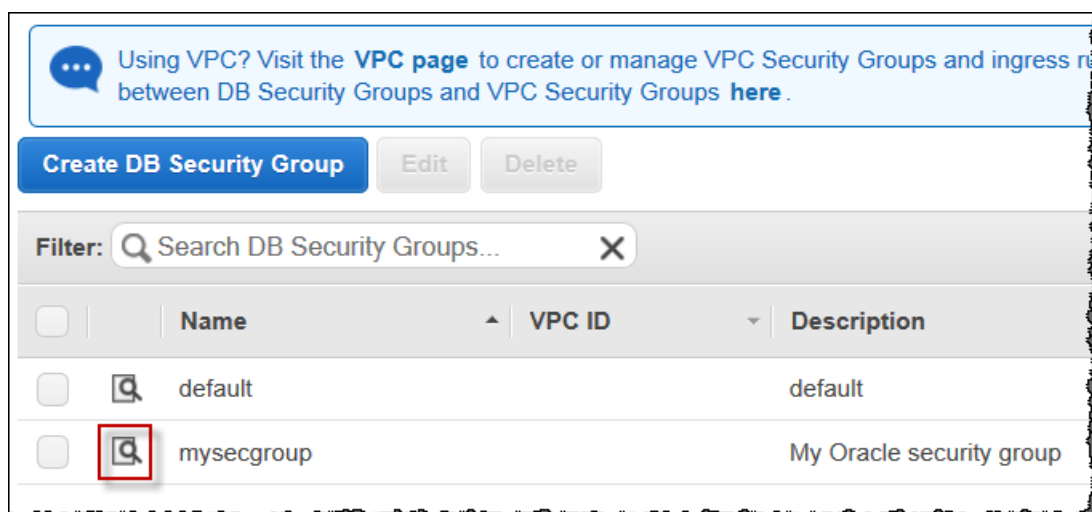 Using VPC? Visit the VPC page to create or manage VPC Security Groups and ingress
between DB Security Groups and VPC Security Groups here .
Create DB Security Group Edit Delete
Filter: Search DB Security Groups...
Name VPC ID Description
default default
mysecgroup My Oracle security group